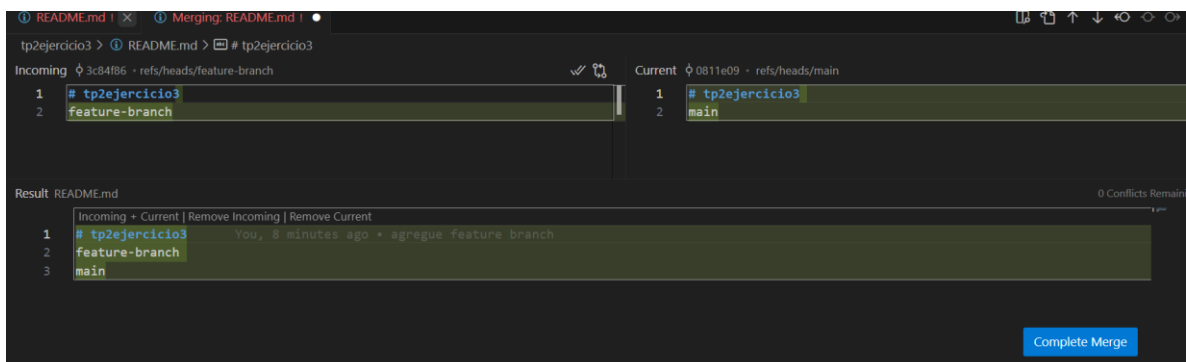 README.md ! Merging: README.md !
tp2ejercicio3 > README.md > # tp2ejercicio3
Incoming 3c84f86 • refs/heads/feature-branch
1 # tp2ejercicio3
2 feature-branch
Current 0811e09 • refs/heads/main
1 # tp2ejercicio3
2 main
Result README.md 0 Conflicts Remaini
Incoming + Current | Remove Incoming | Remove Current
1 # tp2ejercicio3 You, 8 minutes ago • agregue feature branch
2 feature-branch
3 main
Complete Merge